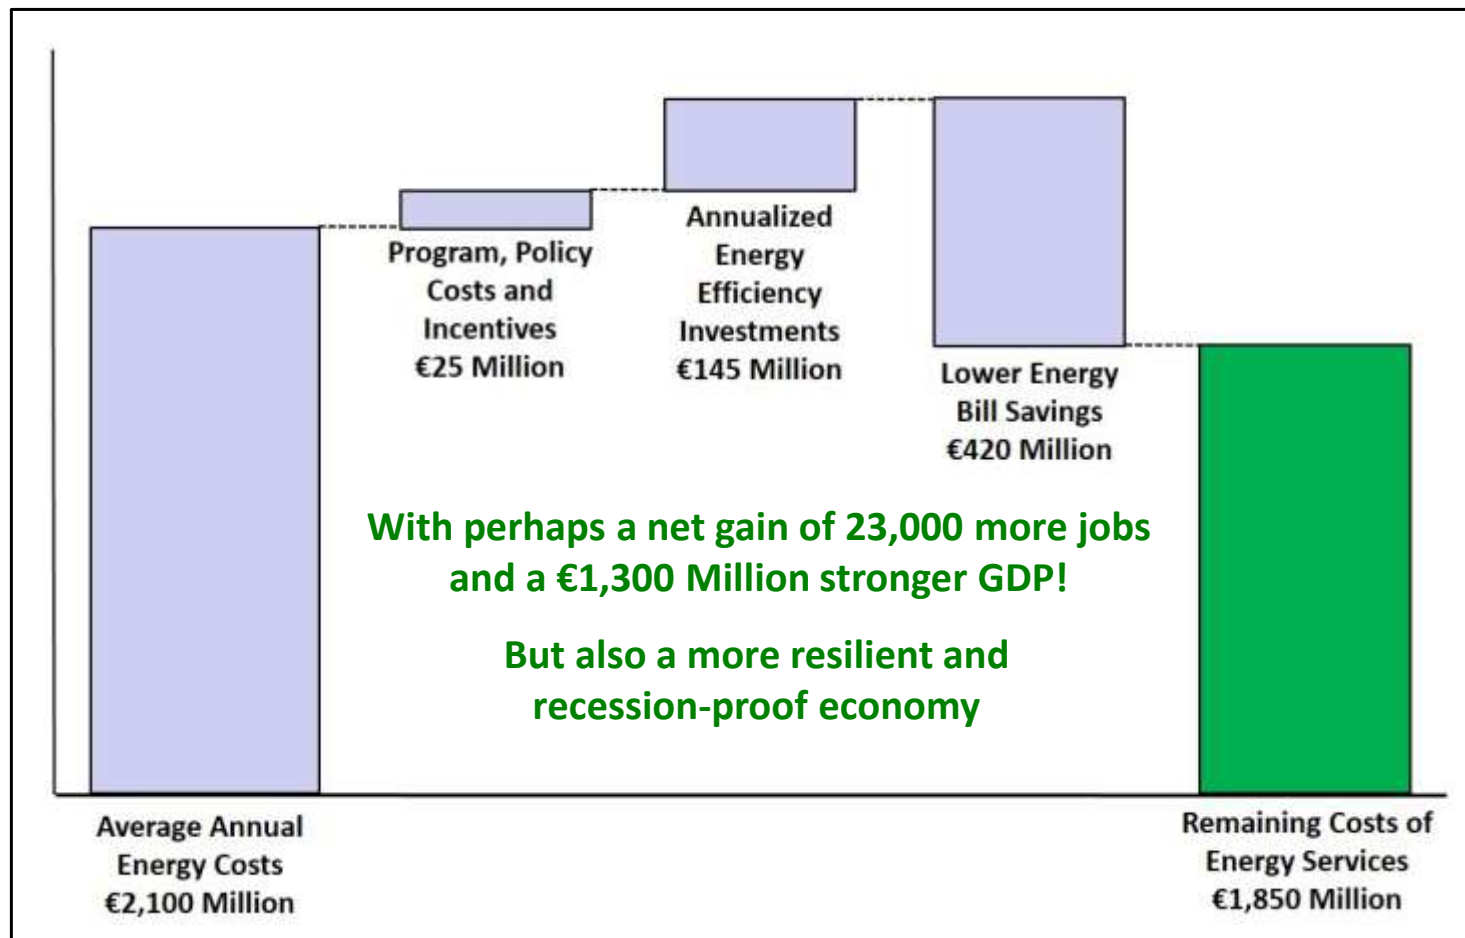 Program, Policy
Costs and
Incentives
€25 Million
Annualized
Energy
Efficiency
Investments
€145 Million
Lower Energy
Bill Savings
€420 Million
With perhaps a net gain of 23,000 more jobs
and a €1,300 Million stronger GDP!
But also a more resilient and
recession-proof economy
Average Annual
Energy Costs
€2,100 Million
Remaining Costs of
Energy Services
€1,850 Million